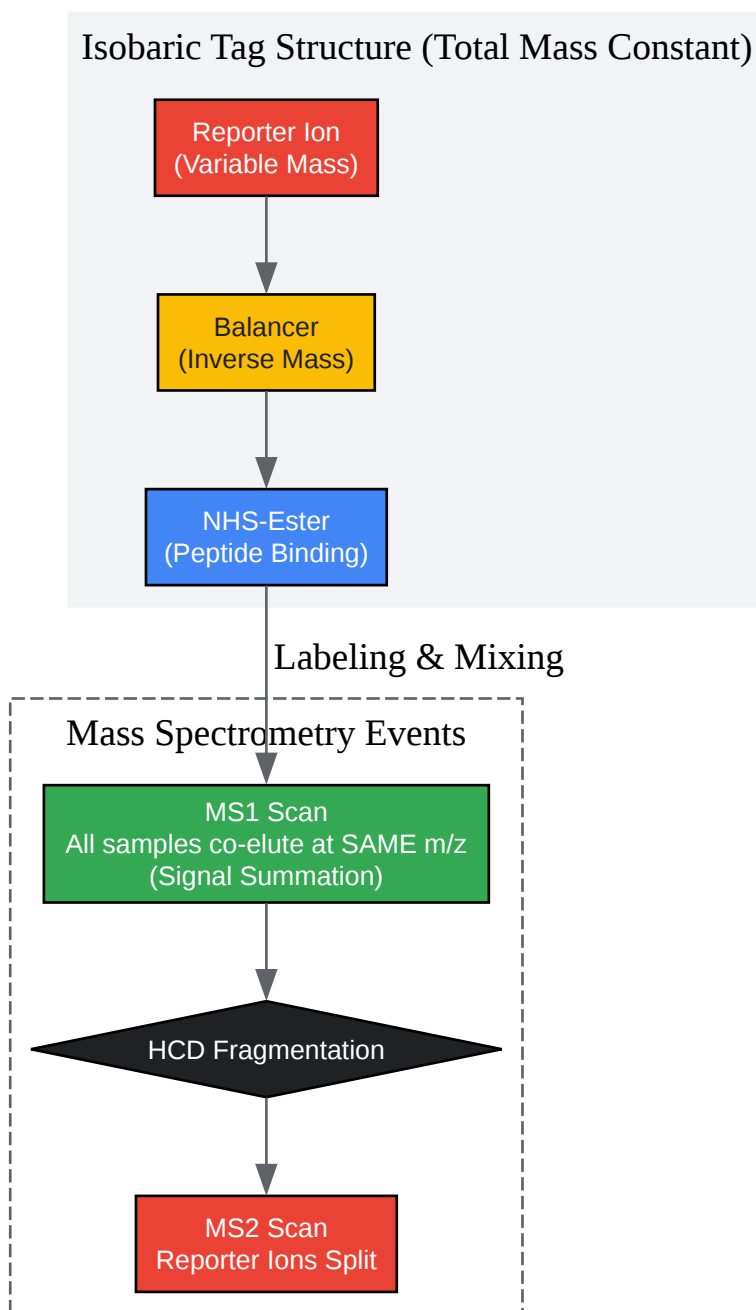 Isobaric Tag Structure (Total Mass Constant)
Reporter Ion
(Variable Mass)
Balancer
(Inverse Mass)
NHS-Ester
(Peptide Binding)
Labeling & Mixing
Mass Spectrometry Events
MS1 Scan
All samples co-elute at SAME m/z
(Signal Summation)
HCD Fragmentation
MS2 Scan
Reporter Ions Split